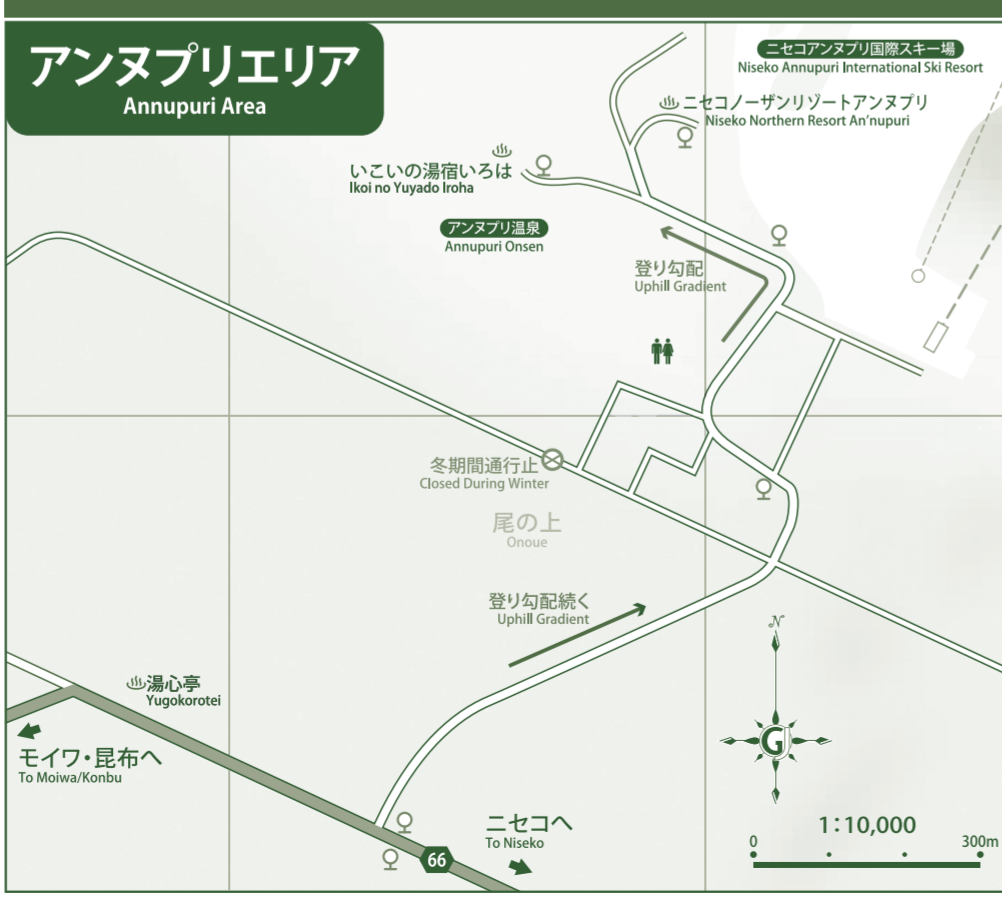 アンヌプリエリア
Annupuri Area
ニセコアンヌプリ国際スキー場
Niseko Annupuri International Ski Resort
ニセコノーザンリゾートアンヌプリ
Niseko Northern Resort An'nupuri
いこいの湯宿いろは
Ikoi no Yuyado Iroha
アンヌプリ温泉
Annupuri Onsen
登り勾配
Uphill Gradient
冬期間通行止
Closed During Winter
尾の上
Onoue
登り勾配続く
Uphill Gradient
N
湯心亭
Yugokorotei
G
モイワ・昆布へ
To Moiwa/Konbu
ニセコへ
To Niseko
66
1:10,000
0
300m